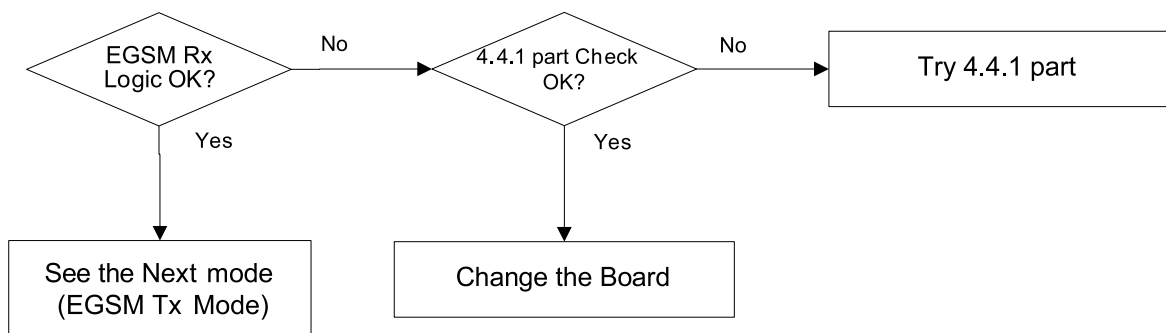 EGSM Rx
Logic OK?
No
4.4.1 part Check
OK?
No
Try 4.4.1 part
Yes
Yes
See the Next mode
(EGSM Tx Mode)
Change the Board